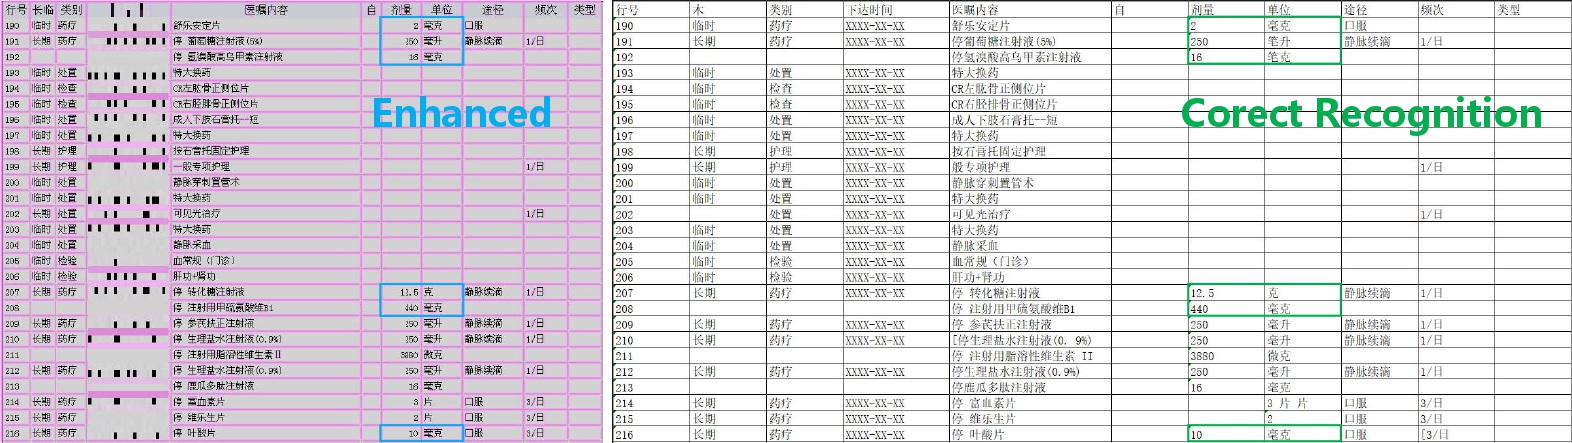 行号 长临 类别 医嘱内容 自 剂量 单位 途径 频次 类型
190 临时 药疗 舒乐安定片 2 毫克 口服
191 长期 药疗 停 葡萄糖注射液(5%) 250 毫升 静脉续滴 1/日
192 停 氢溴酸高乌甲素注射液 16 毫克
193 临时 处置 特大换药
194 临时 检查 CR左肱骨正侧位片
195 临时 检查 CR右胫腓骨正侧位片
196 临时 处置 成人下肢石膏托--短
197 临时 处置 特大换药
198 长期 护理 按石膏托固定护理
199 长期 护理 一般专项护理 1/日
200 临时 处置 静脉穿刺置管术
201 临时 处置 特大换药
202 长期 处置 可见光治疗 1/日
203 临时 处置 特大换药
204 临时 处置 静脉采血
205 临时 检验 血常规(门诊)
206 临时 检验 肝功+肾功
207 长期 药疗 停 转化糖注射液 12.5 克 静脉续滴 1/日
208 停 注射用甲硫氨酸维B1 440 毫克
209 长期 药疗 停 参芪扶正注射液 250 毫升 静脉续滴 1/日
210 长期 药疗 停 生理盐水注射液(0.9%) 250 毫升 静脉续滴 1/日
211 停 注射用脂溶性维生素Ⅱ 3880 微克
212 长期 药疗 停 生理盐水注射液(0.9%) 250 毫升 静脉续滴 1/日
213 停 鹿瓜多肽注射液 16 毫克
214 长期 药疗 停 富血素片 3 片 口服 3/日
215 长期 药疗 停 维乐生片 2 片 口服 3/日
216 长期 药疗 停 叶酸片 10 毫克 口服 3/日
Enhanced
行号 木 类别 下达时间 医嘱内容 自 剂量 单位 途径 频次 类型
190 临时 药疗 XXXX-XX-XX 舒乐安定片 2 毫克 口服
191 长期 药疗 XXXX-XX-XX 停葡萄糖注射液(5%) 250 笔升 静脉续滴 1/日
192 停氢溴酸高乌甲素注射液 16 笔克
193 临时 处置 XXXX-XX-XX 特大换药
194 临时 检查 XXXX-XX-XX CR左肱骨正侧位片
195 临时 检查 XXXX-XX-XX CR右胫排骨正侧位片
196 临时 处置 XXXX-XX-XX 成人下肢石膏托--短
197 临时 处置 XXXX-XX-XX 特大换药
198 长期 护理 XXXX-XX-XX 按石膏托固定护理
199 长期 护理 XXXX-XX-XX 般专项护理 1/日
200 临时 处置 XXXX-XX-XX 静脉穿刺置管术
201 临时 处置 XXXX-XX-XX 特大换药
202 处置 XXXX-XX-XX 可见光治疗 1/日
203 临时 处置 XXXX-XX-XX 特大换药
204 临时 处置 XXXX-XX-XX 静脉采血
205 临时 检验 XXXX-XX-XX 血常规(门诊)
206 临时 检验 XXXX-XX-XX 肝功+肾功
207 长期 药疗 XXXX-XX-XX 停 转化糖注射液 12.5 克 静脉续滴 1/日
208 停 注射用甲硫氨酸维B1 440 毫克
209 长期 药疗 XXXX-XX-XX 停 参芪扶正注射液 250 毫升 静脉续滴 1/日
210 长期 药疗 XXXX-XX-XX [停生理盐水注射液(0. 9%) 250 毫升 静脉续滴 1/日
211 停 注射用脂溶性维生素 II 3880 微克
212 长期 药疗 XXXX-XX-XX 停生理盐水注射液(0.9%) 250 毫升 静脉续滴 1/日
213 停鹿瓜多肽注射液 16 毫克
214 长期 药疗 XXXX-XX-XX 停 富血素片 3 片 片 口服 3/日
215 长期 药疗 XXXX-XX-XX 停 维乐生片 2 口服 3/日
216 长期 药疗 XXXX-XX-XX 停 叶酸片 10 毫克 口服 [3/日
Corect Recognition